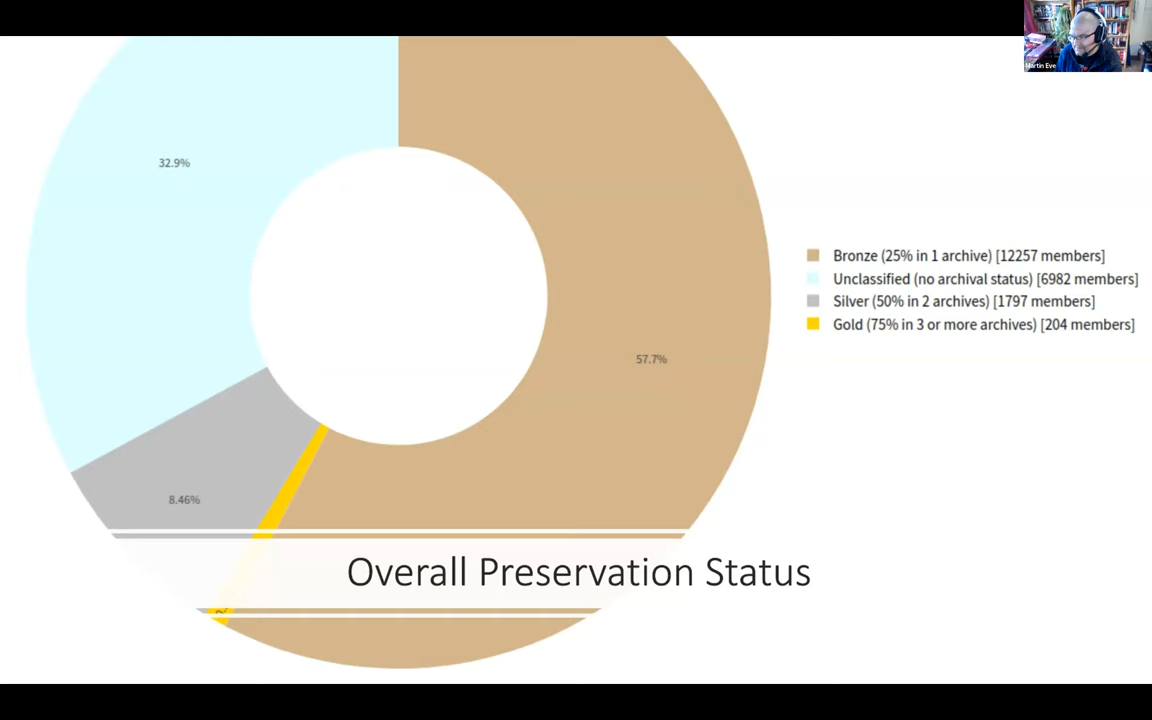 Martin Eve
32.9%
Bronze (25% in 1 archive) [12257 members]
Unclassified (no archival status) [6982 members]
Silver (50% in 2 archives) [1797 members]
Gold (75% in 3 or more archives) [204 members]
57.7%
8.46%
Overall Preservation Status